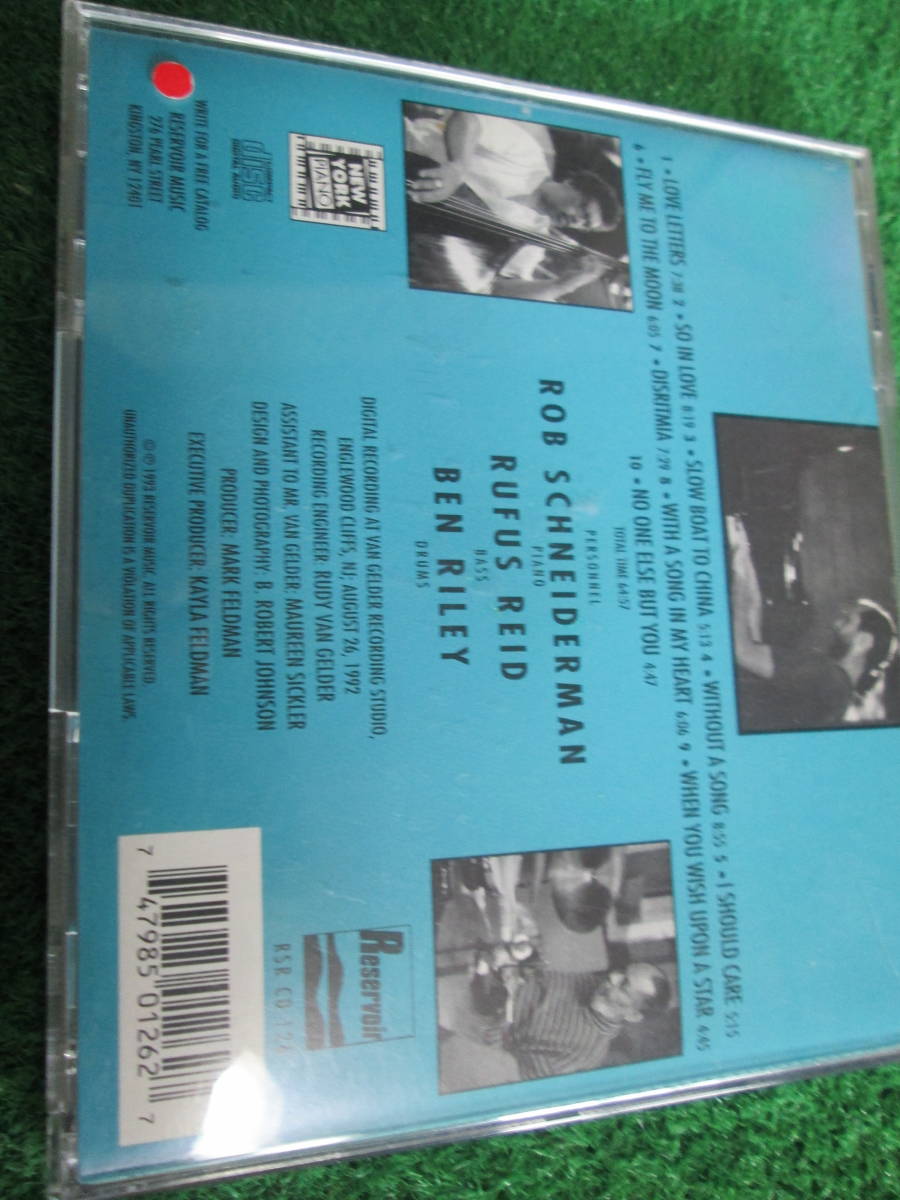 1 • LOVE LETTERS 7:38 2 • SO IN LOVE 8:19 3 • SLOW BOAT TO CHINA 5:13 4 • WITHOUT A SONG 8:55 5 • I SHOULD CARE 5:15
6 • FLY ME TO THE MOON 6:05 7 • DISRITMIA 7:29 8 • WITH A SONG IN MY HEART 6:06 9 • WHEN YOU WISH UPON A STAR 4:45
10 • NO ONE ELSE BUT YOU 4:47
TOTAL TIME 64:57
PERSONNEL
ROB SCHNEIDERMAN
PIANO
RUFUS REID
BASS
BEN RILEY
DRUMS
DIGITAL RECORDING AT VAN GELDER RECORDING STUDIO,
ENGLEWOOD CLIFFS, NJ; AUGUST 26, 1992
RECORDING ENGINEER: RUDY VAN GELDER
ASSISTANT TO MR. VAN GELDER: MAUREEN SICKLER
DESIGN AND PHOTOGRAPHY: B. ROBERT JOHNSON
PRODUCER: MARK FELDMAN
EXECUTIVE PRODUCER: KAYLA FELDMAN
© ℗ 1993 RESERVOIR MUSIC. ALL RIGHTS RESERVED.
UNAUTHORIZED DUPLICATION IS A VIOLATION OF APPLICABLE LAWS.
NEW
YORK
PIANO
COMPACT
disc
DIGITAL AUDIO
WRITE FOR A FREE CATALOG
RESERVOIR MUSIC
276 PEARL STREET
KINGSTON, NY 12401
Reservoir
RSR CD
7 47985 01262 7